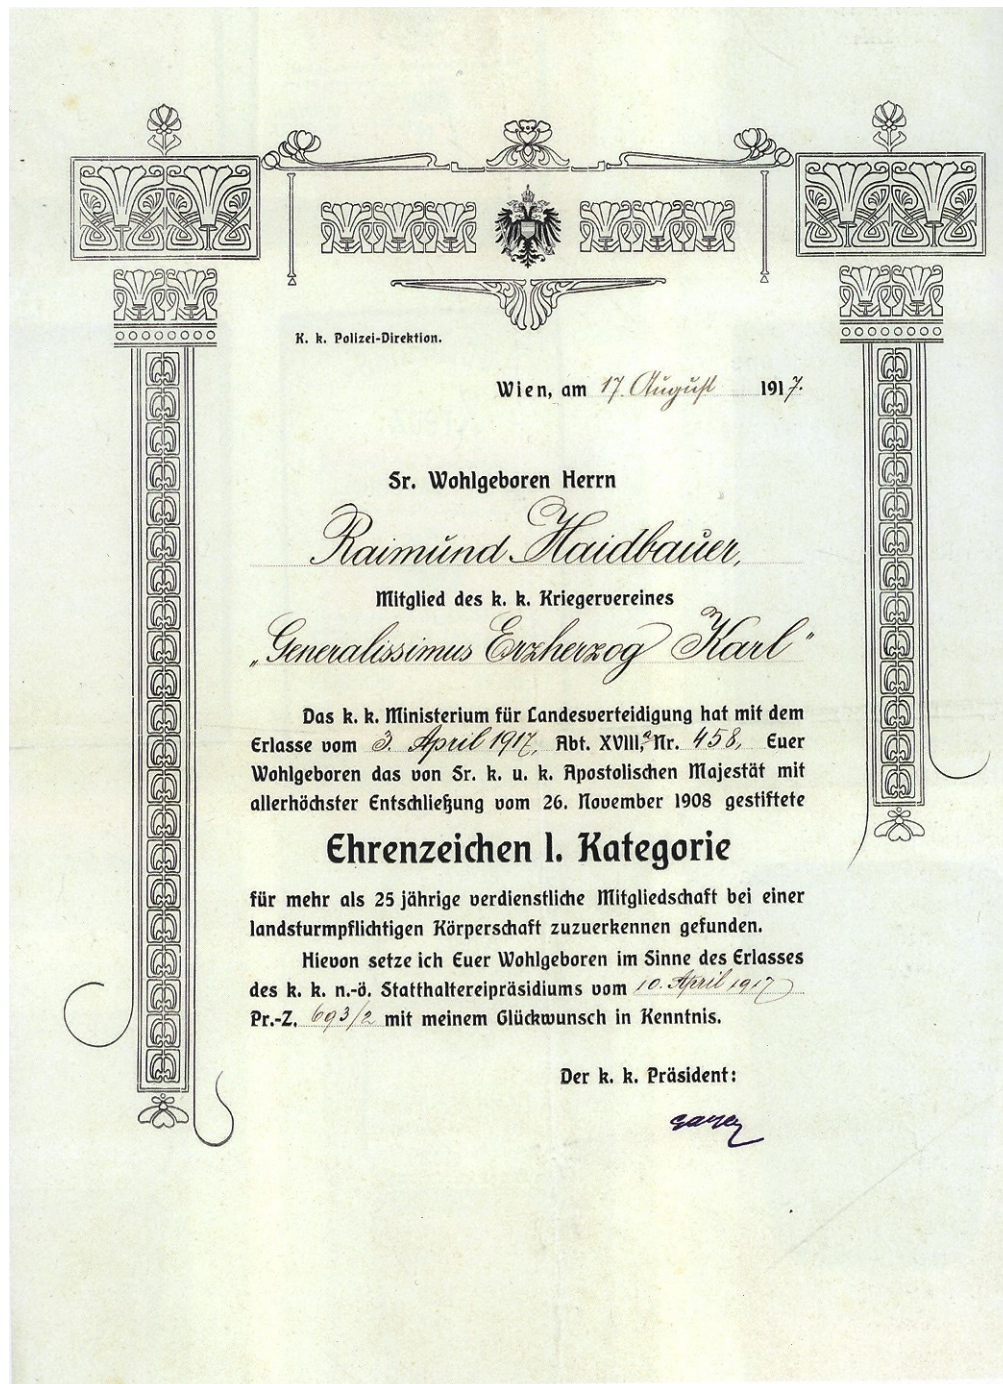 K. k. Polizei-Direktion.
Wien, am 17. August 1917.
Sr. Wohlgeboren Herrn
Raimund Haidbauer,
Mitglied des k. k. Kriegervereines
„Generalissimus Erzherzog Karl"
Das k. k. Ministerium für Landesverteidigung hat mit dem
Erlasse vom 3. April 1917, Abt. XVIII,a Nr. 458, Euer
Wohlgeboren das von Sr. k. u. k. Apostolischen Majestät mit
allerhöchster Entschließung vom 26. November 1908 gestiftete
Ehrenzeichen I. Kategorie
für mehr als 25 jährige verdienstliche Mitgliedschaft bei einer
landsturmpflichtigen Körperschaft zuzuerkennen gefunden.
Hievon setze ich Euer Wohlgeboren im Sinne des Erlasses
des k. k. n.-ö. Statthaltereipräsidiums vom 10. April 1917
Pr.-Z. 693/2 mit meinem Glückwunsch in Kenntnis.
Der k. k. Präsident: